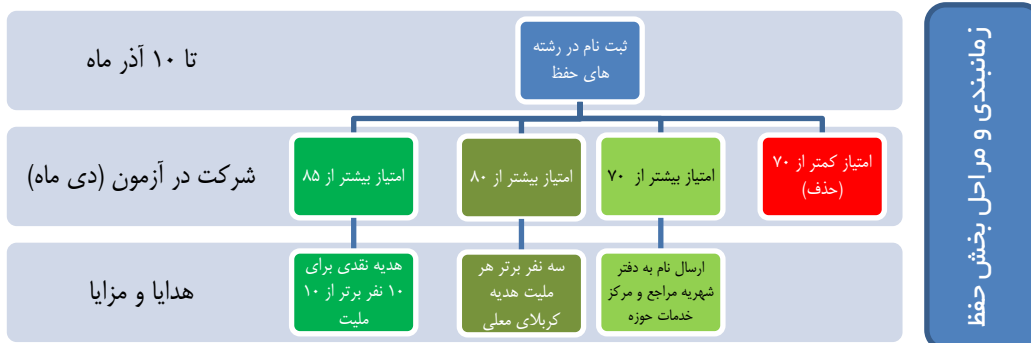 زمانبندی و مراحل بخش حفظ
ثبت نام در رشته
های حفظ
تا ۱۰ آذر ماه
امتیاز کمتر از ۷۰
(حذف)
امتیاز بیشتر از ۷۰
امتیاز بیشتر از ۸۰
امتیاز بیشتر از ۸۵
شرکت در آزمون (دی ماه)
ارسال نام به دفتر
شهریه مراجع و مرکز
خدمات حوزه
سه نفر برتر هر
ملیت هدیه
کربلای معلی
هدیه نقدی برای
۱۰ نفر برتر از ۱۰
ملیت
هدایا و مزایا